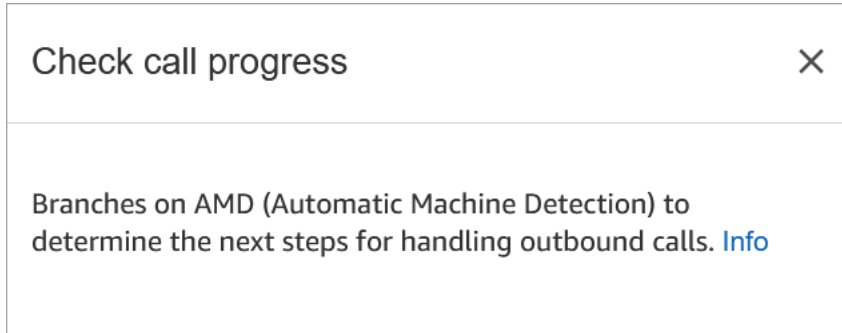 Check call progress
Branches on AMD (Automatic Machine Detection) to
determine the next steps for handling outbound calls. Info